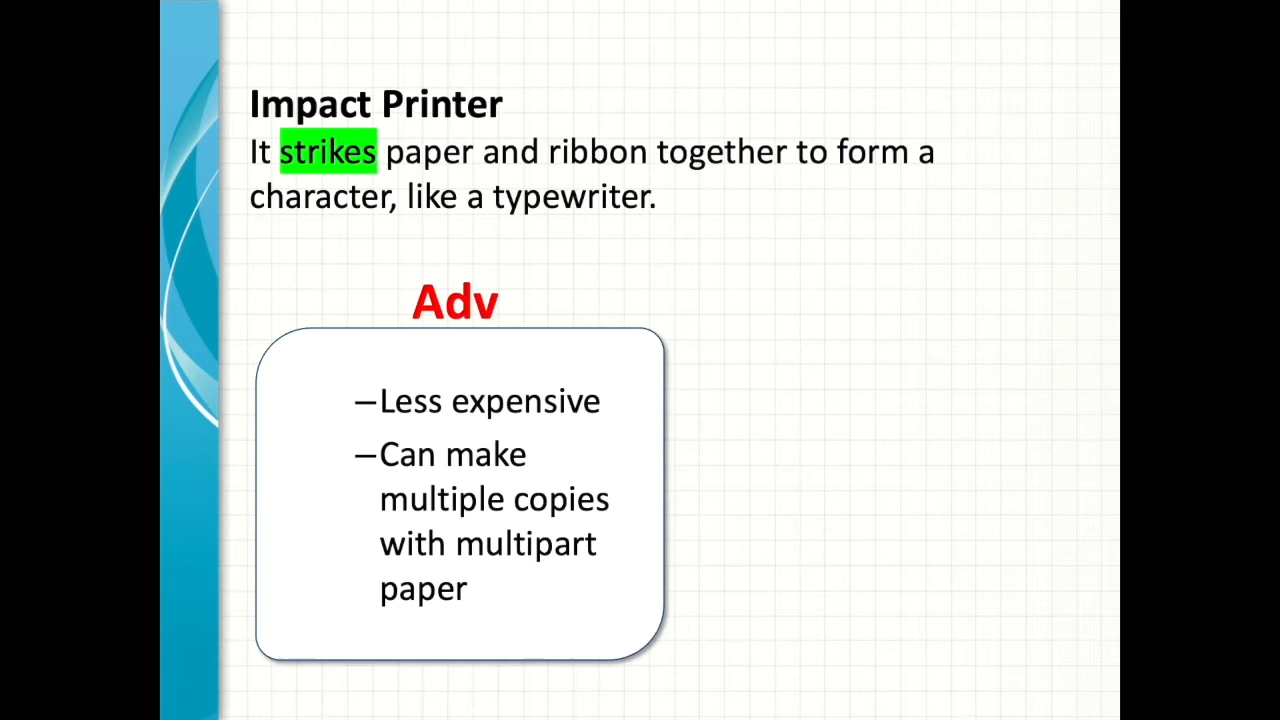 Impact Printer
It strikes paper and ribbon together to form a
character, like a typewriter.
Adv
–Less expensive
–Can make
multiple copies
with multipart
paper